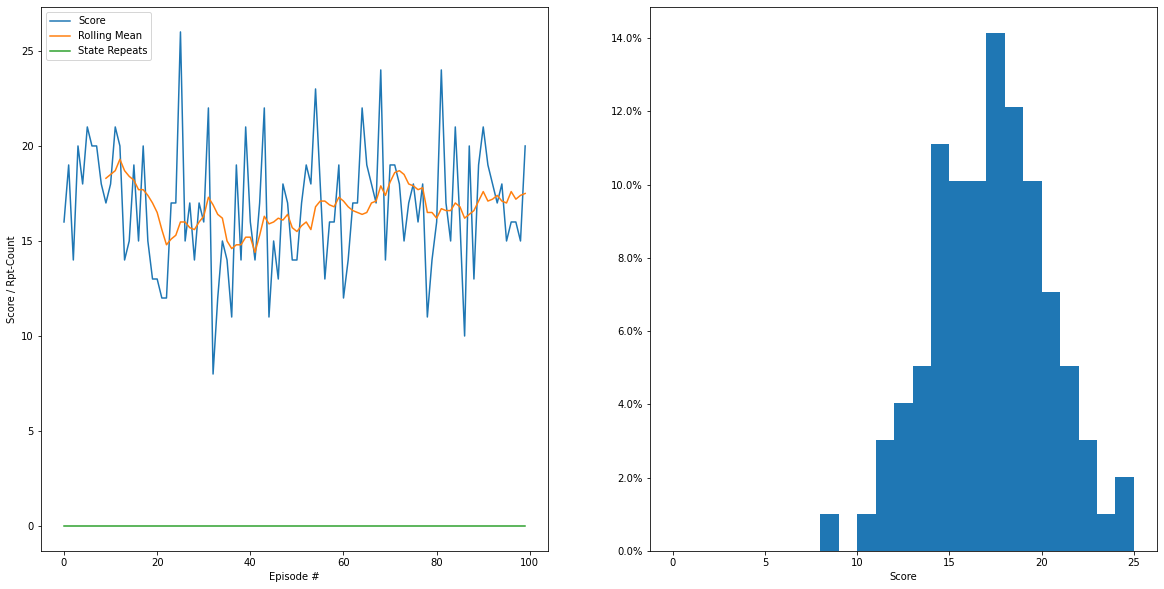 Score
Rolling Mean
State Repeats
Score / Rpt-Count
25
20
15
10
5
0
0 20 40 60 80 100
Episode #
14.0%
12.0%
10.0%
8.0%
6.0%
4.0%
2.0%
0.0%
0 5 10 15 20 25
Score